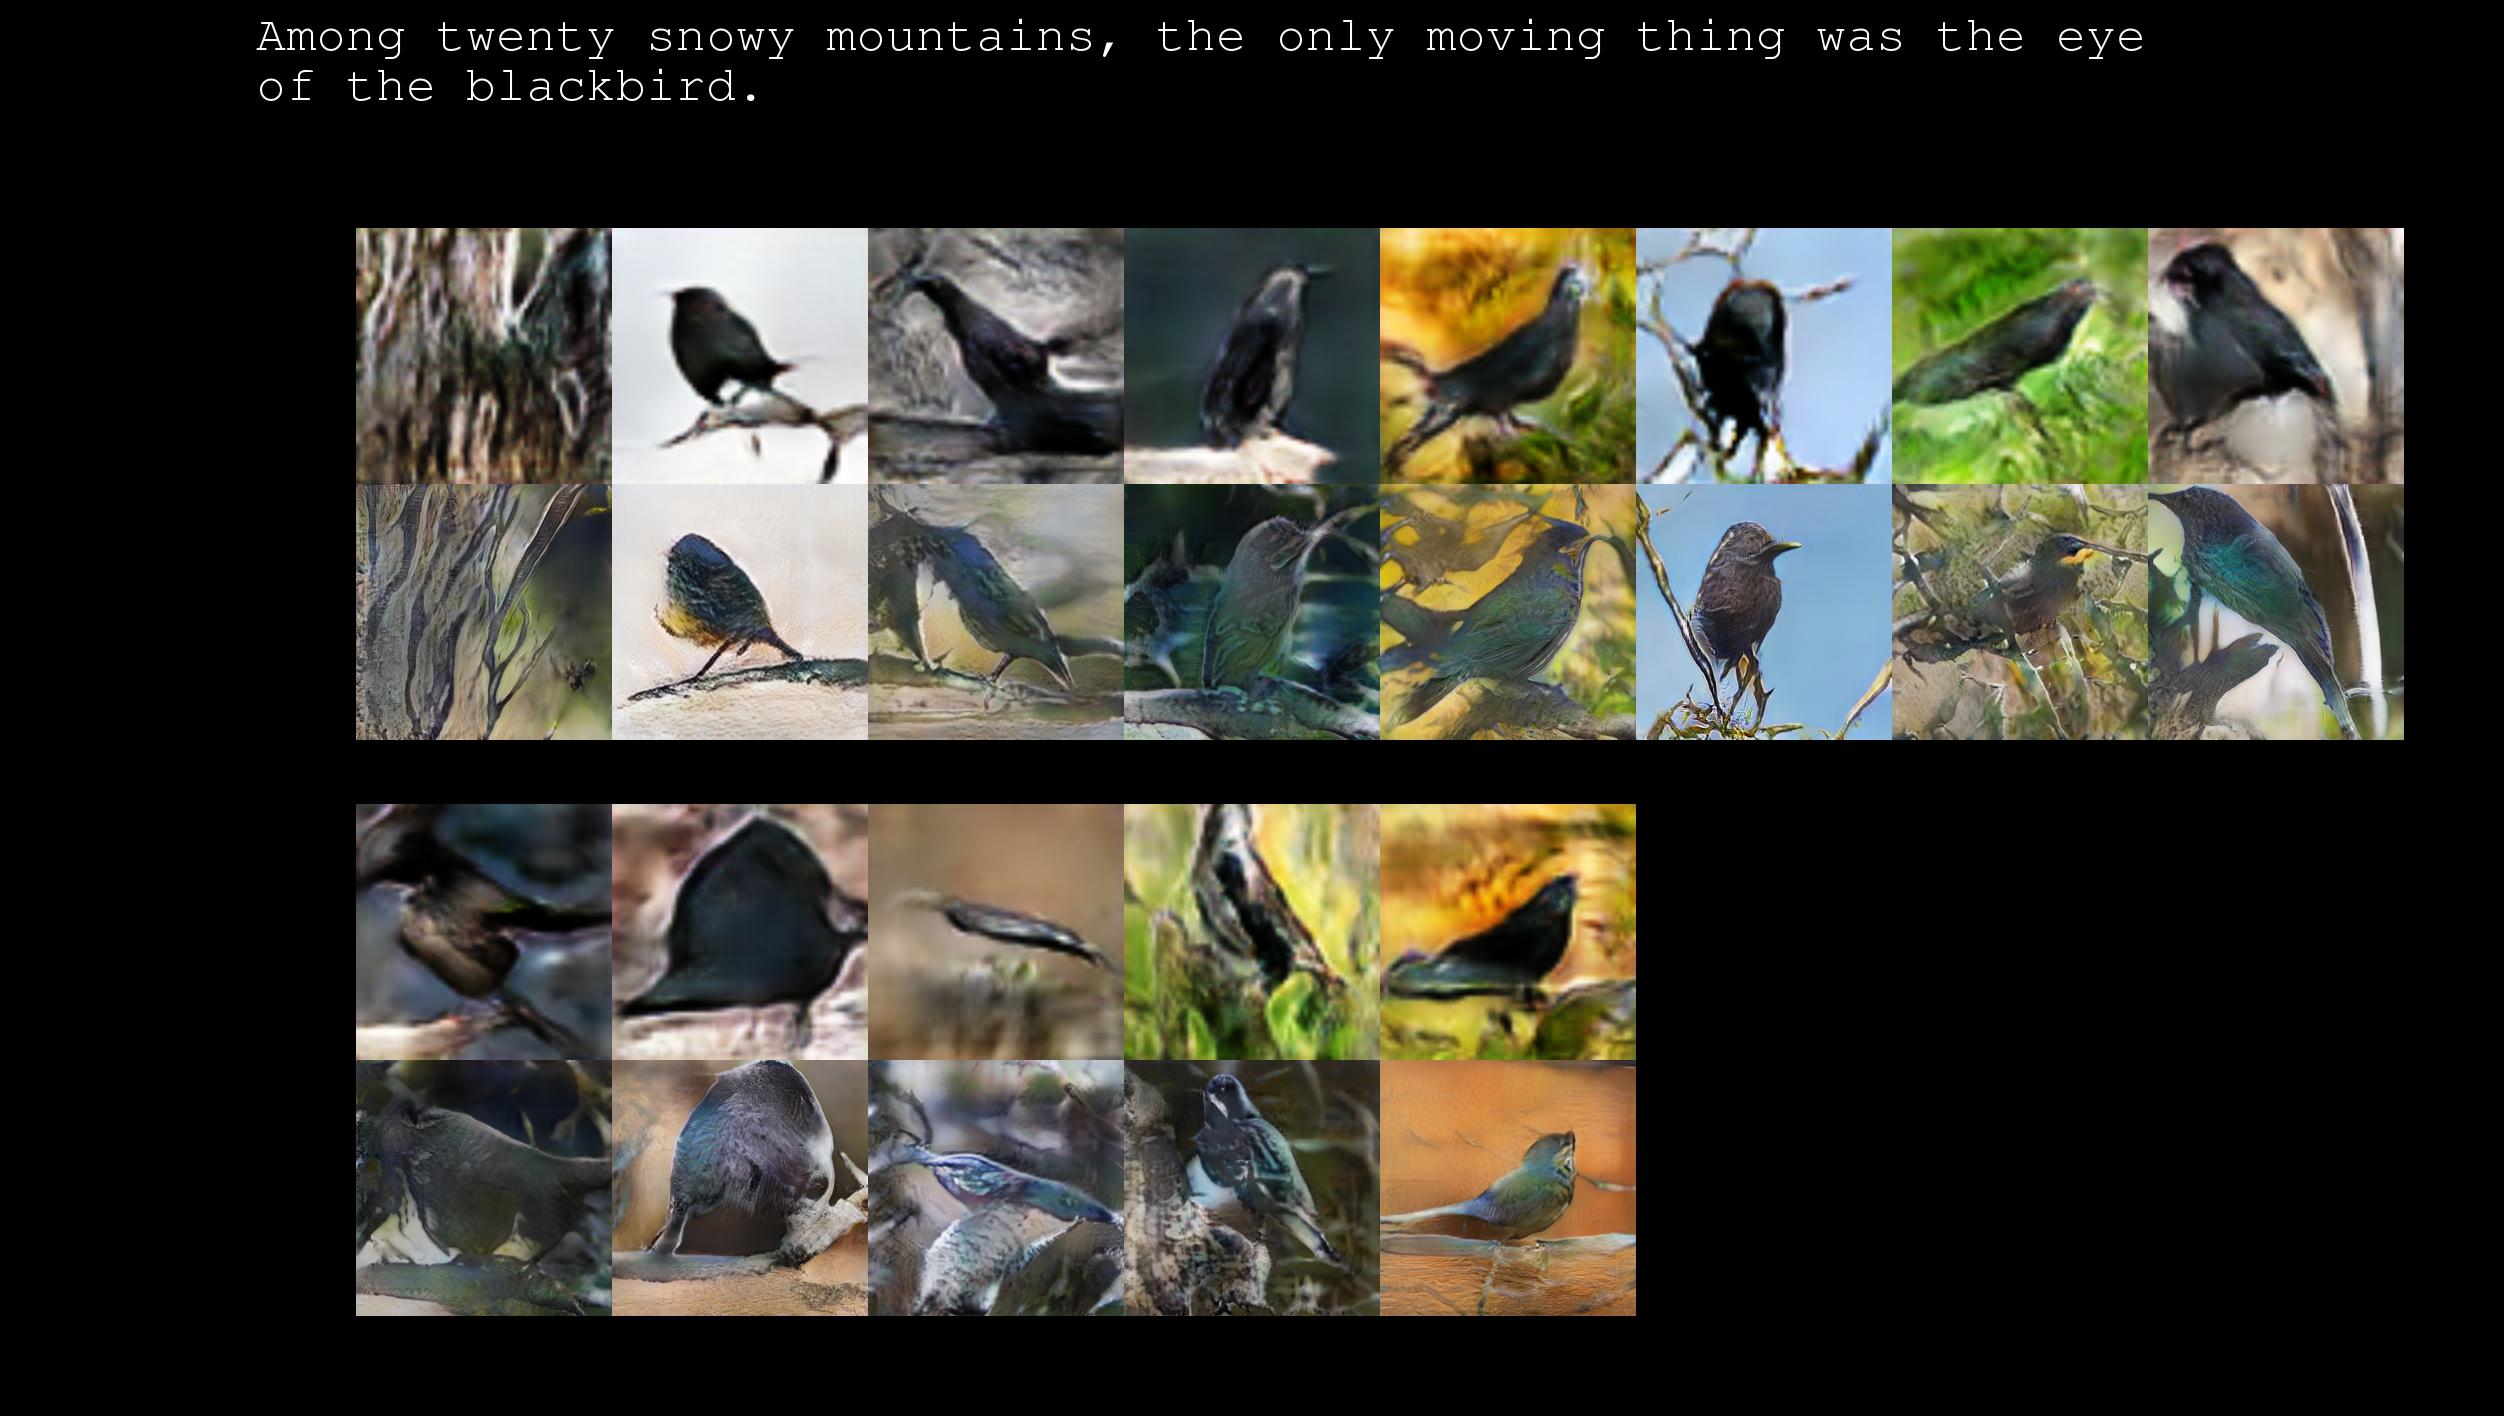 Among twenty snowy mountains, the only moving thing was the eye
of the blackbird.